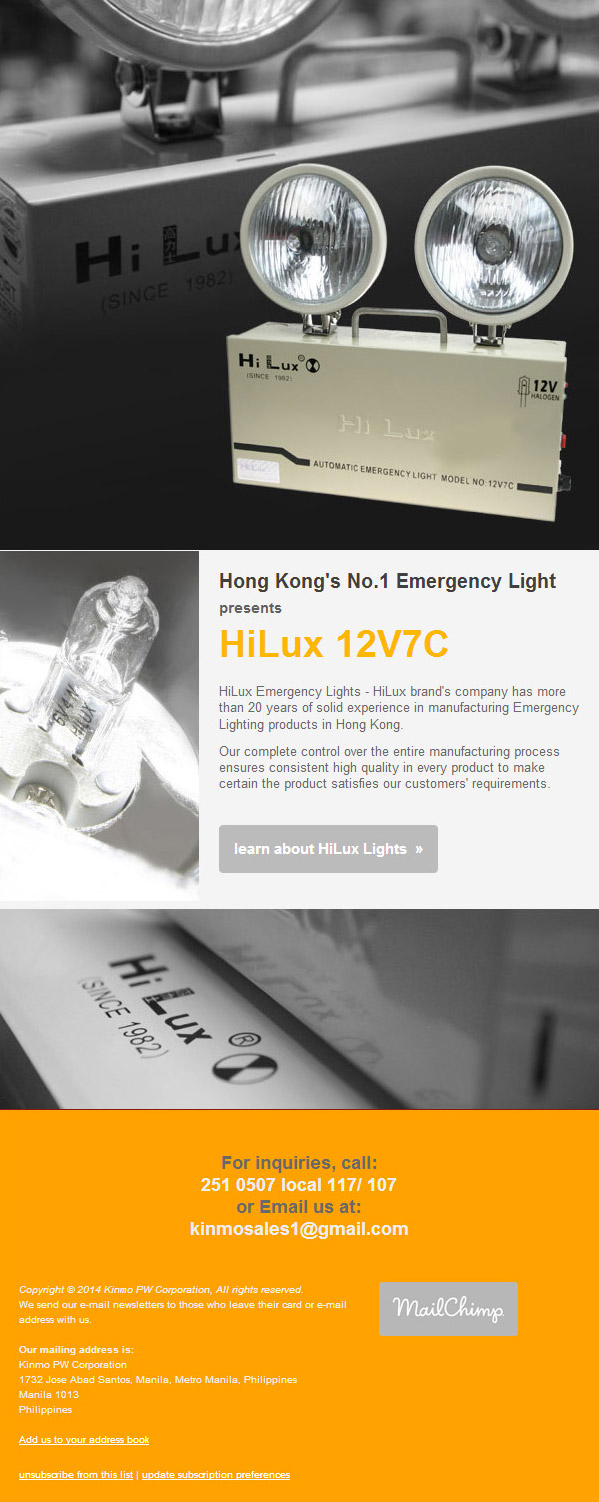 Hi Lux
(SINCE 1982)
Hi Lux®
(SINCE 1982)
12V
HALOGEN
Hi Lux
AUTOMATIC EMERGENCY LIGHT MODEL NO:12V7C
HILUX
Hong Kong's No.1 Emergency Light
presents
HiLux 12V7C
HiLux Emergency Lights - HiLux brand's company has more
than 20 years of solid experience in manufacturing Emergency
Lighting products in Hong Kong.
Our complete control over the entire manufacturing process
ensures consistent high quality in every product to make
certain the product satisfies our customers' requirements.
learn about HiLux Lights »
Hi Lux ®
(SINCE 1982)
For inquiries, call:
251 0507 local 117/ 107
or Email us at:
kinmosales1@gmail.com
Copyright © 2014 Kinmo PW Corporation, All rights reserved.
We send our e-mail newsletters to those who leave their card or e-mail
address with us.
MailChimp
Our mailing address is:
Kinmo PW Corporation
1732 Jose Abad Santos, Manila, Metro Manila, Philippines
Manila 1013
Philippines
Add us to your address book
unsubscribe from this list | update subscription preferences